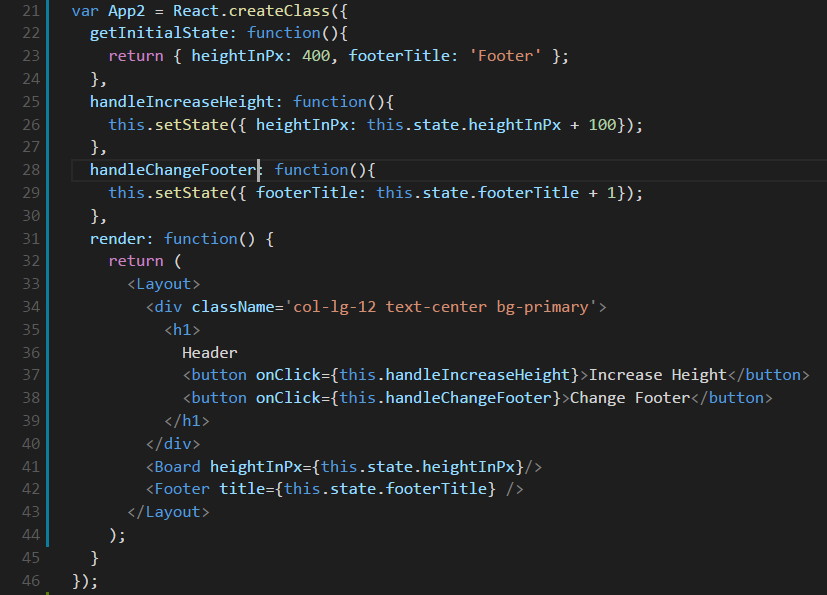 21 var App2 = React.createClass({
22 getInitialState: function(){
23 return { heightInPx: 400, footerTitle: 'Footer' };
24 },
25 handleIncreaseHeight: function(){
26 this.setState({ heightInPx: this.state.heightInPx + 100});
27 },
28 handleChangeFooter: function(){
29 this.setState({ footerTitle: this.state.footerTitle + 1});
30 },
31 render: function() {
32 return (
33 <Layout>
34 <div className='col-lg-12 text-center bg-primary'>
35 <h1>
36 Header
37 <button onClick={this.handleIncreaseHeight}>Increase Height</button>
38 <button onClick={this.handleChangeFooter}>Change Footer</button>
39 </h1>
40 </div>
41 <Board heightInPx={this.state.heightInPx}/>
42 <Footer title={this.state.footerTitle} />
43 </Layout>
44 );
45 }
46 });